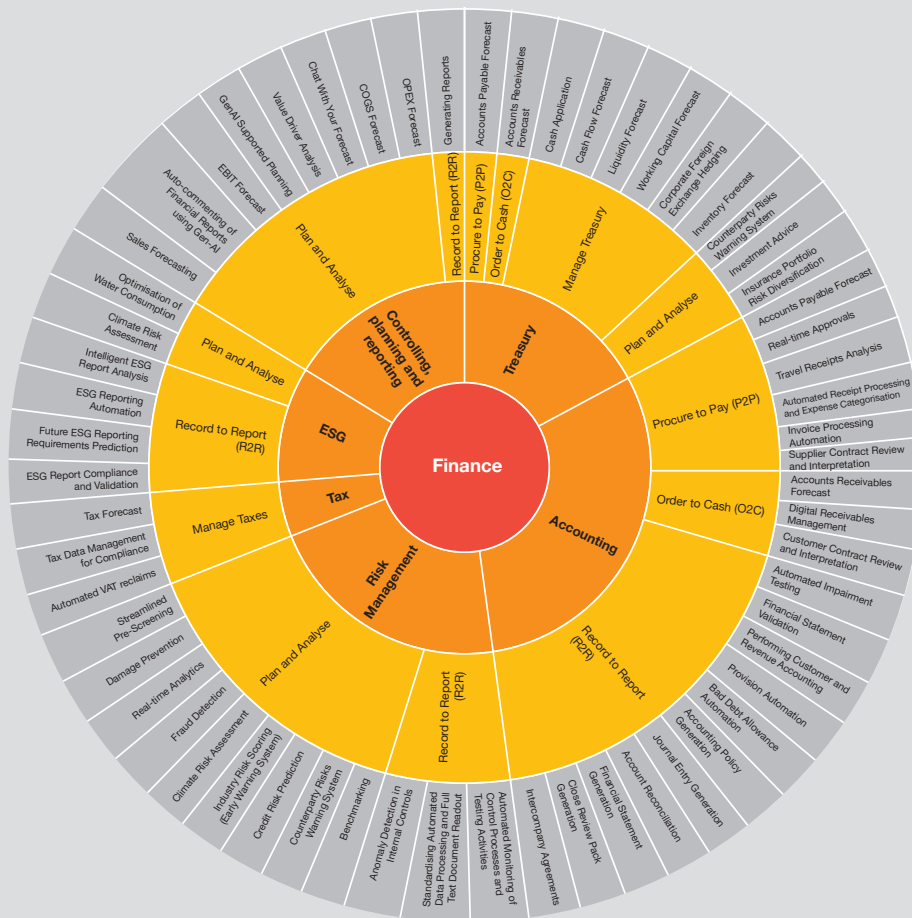 Finance
Treasury
Accounting
Risk
Management
Tax
ESG
Controlling,
planning and
reporting
Record to Report (R2R)
Procure to Pay (P2P)
Order to Cash (O2C)
Manage Treasury
Plan and Analyse
Procure to Pay (P2P)
Order to Cash (O2C)
Record to Report
(R2R)
Record to Report
(R2R)
Plan and Analyse
Manage Taxes
Record to Report
(R2R)
Plan and Analyse
Plan and Analyse
Generating Reports
Accounts Payable Forecast
Accounts Receivables
Forecast
Cash Application
Cash Flow Forecast
Liquidity Forecast
Working Capital Forecast
Corporate Foreign
Exchange Hedging
Inventory Forecast
Counterparty Risks
Warning System
Investment Advice
Insurance Portfolio
Risk Diversification
Accounts Payable Forecast
Real-time Approvals
Travel Receipts Analysis
Automated Receipt Processing
and Expense Categorisation
Invoice Processing
Automation
Supplier Contract Review
and Interpretation
Accounts Receivables
Forecast
Digital Receivables
Management
Customer Contract Review
and Interpretation
Automated Impairment
Testing
Financial Statement
Validation
Performing Customer and
Revenue Accounting
Provision Automation
Bad Debt Allowance
Automation
Accounting Policy
Generation
Journal Entry Generation
Account Reconciliation
Financial Statement
Generation
Close Review Pack
Generation
Intercompany Agreements
Automated Monitoring of
Control Processes and
Testing Activities
Standardising Automated
Data Processing and Full
Text Document Readout
Anomaly Detection in
Internal Controls
Benchmarking
Counterparty Risks
Warning System
Credit Risk Prediction
Industry Risk Scoring
(Early Warning System)
Climate Risk Assessment
Fraud Detection
Real-time Analytics
Damage Prevention
Streamlined
Pre-Screening
Automated VAT reclaims
Tax Data Management
for Compliance
Tax Forecast
ESG Report Compliance
and Validation
Future ESG Reporting
Requirements Prediction
ESG Reporting
Automation
Intelligent ESG
Report Analysis
Climate Risk
Assessment
Optimisation of
Water Consumption
Sales Forecasting
Auto-commenting of
Financial Reports
using Gen-AI
EBIT Forecast
GenAI Supported Planning
Value Driver Analysis
Chat With Your Forecast
COGS Forecast
OPEX Forecast